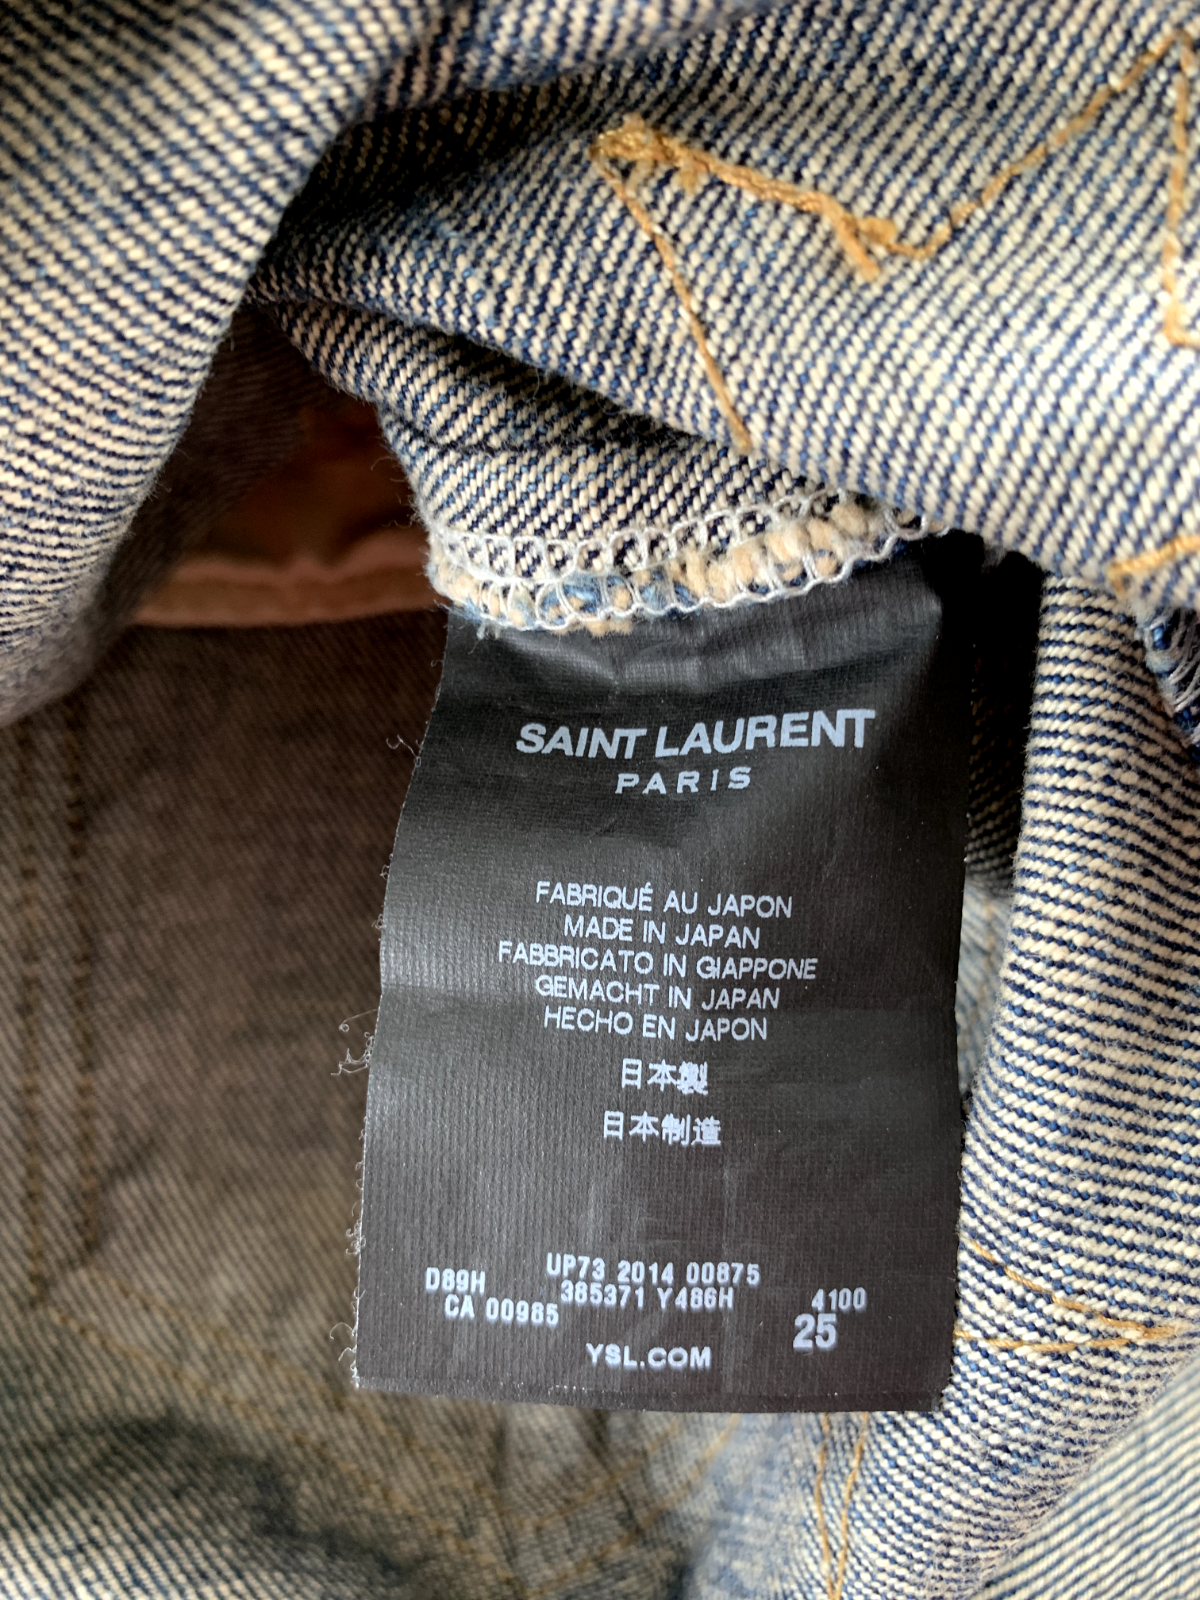 SAINT LAURENT
PARIS
FABRIQUÉ AU JAPON
MADE IN JAPAN
FABBRICATO IN GIAPPONE
GEMACHT IN JAPAN
HECHO EN JAPON
日本製
日本制造
UP73 2014 00875
D89H 385371 Y486H 4100
CA 00985 25
YSL.COM